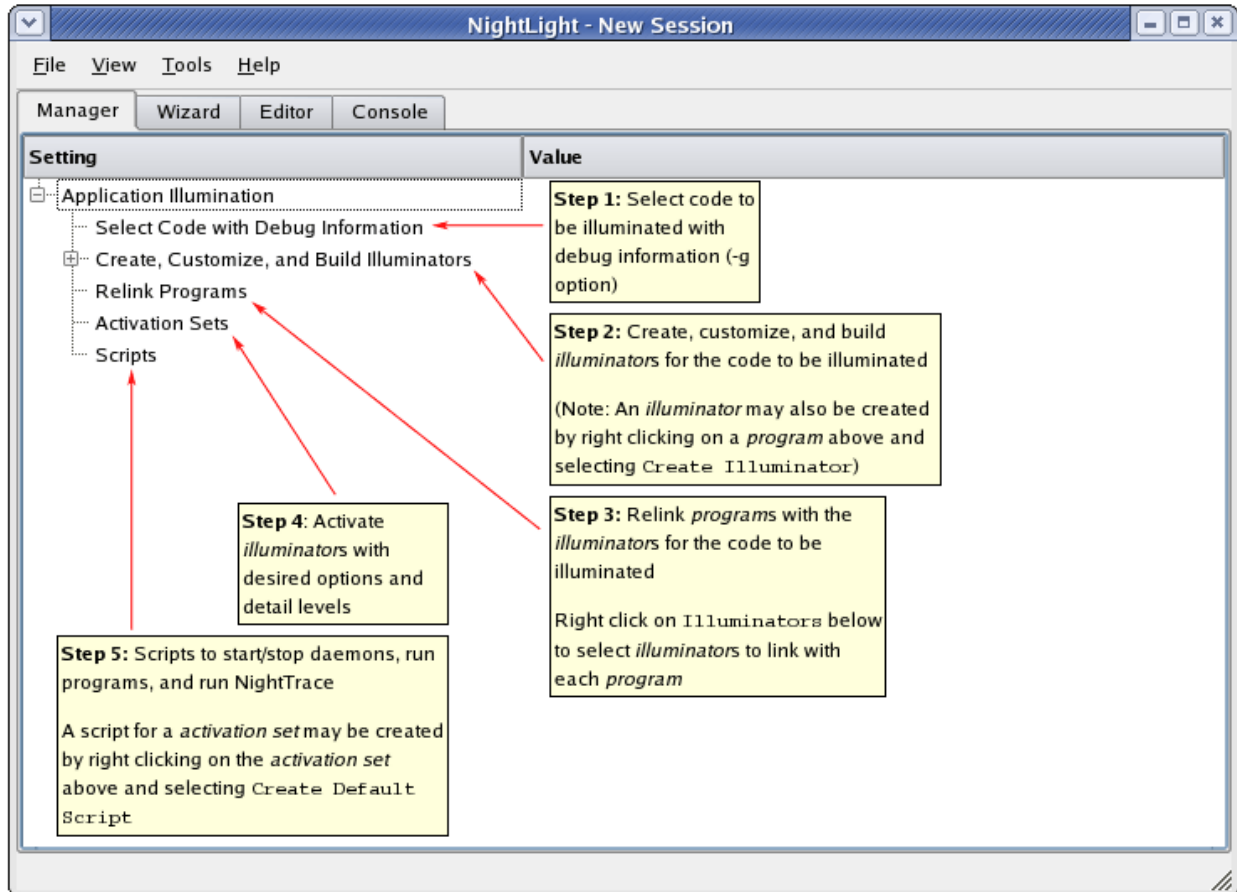 NightLight - New Session
File View Tools Help
Manager Wizard Editor Console
Setting Value
Application Illumination
Select Code with Debug Information
Create, Customize, and Build Illuminators
Relink Programs
Activation Sets
Scripts
Step 1: Select code to
be illuminated with
debug information (-g
option)
Step 2: Create, customize, and build
illuminators for the code to be illuminated
(Note: An illuminator may also be created
by right clicking on a program above and
selecting Create Illuminator)
Step 3: Relink programs with the
illuminators for the code to be
illuminated
Right click on Illuminators below
to select illuminators to link with
each program
Step 4: Activate
illuminators with
desired options and
detail levels
Step 5: Scripts to start/stop daemons, run
programs, and run NightTrace
A script for a activation set may be created
by right clicking on the activation set
above and selecting Create Default
Script